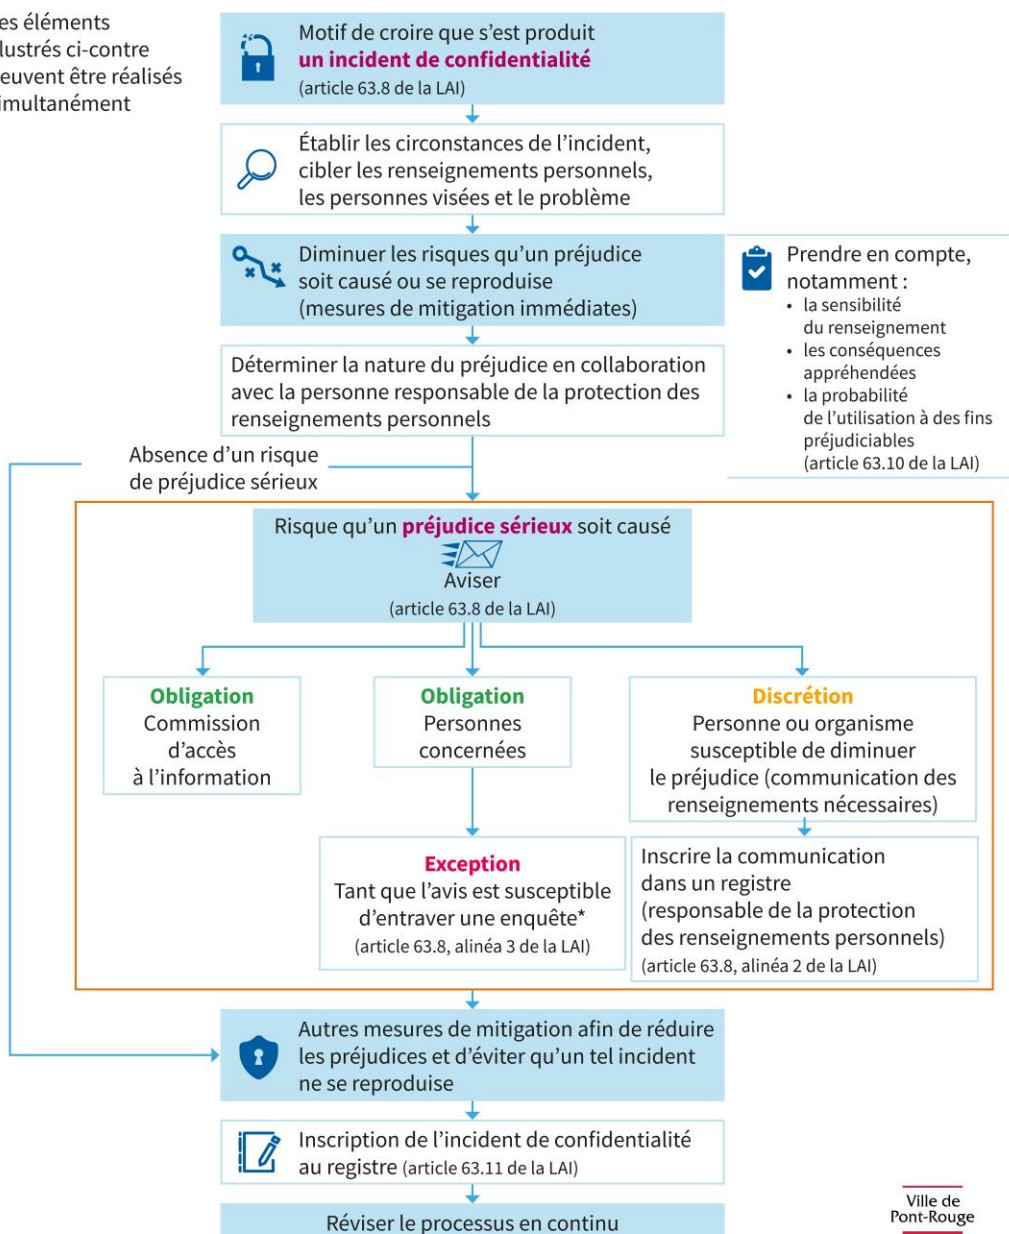 es éléments
lustrés ci-contre
euvent être réalisés
imultanément
Motif de croire que s’est produit
un incident de confidentialité
(article 63.8 de la LAI)
Établir les circonstances de l’incident,
cibler les renseignements personnels,
les personnes visées et le problème
Diminuer les risques qu’un préjudice
soit causé ou se reproduise
(mesures de mitigation immédiates)
Prendre en compte,
notamment :
• la sensibilité
du renseignement
• les conséquences
appréhendées
• la probabilité
de l’utilisation à des fins
préjudiciables
(article 63.10 de la LAI)
Déterminer la nature du préjudice en collaboration
avec la personne responsable de la protection des
renseignements personnels
Absence d’un risque
de préjudice sérieux
Risque qu’un préjudice sérieux soit causé
Aviser
(article 63.8 de la LAI)
Obligation
Commission
d’accès
à l’information
Obligation
Personnes
concernées
Discrétion
Personne ou organisme
susceptible de diminuer
le préjudice (communication des
renseignements nécessaires)
Exception
Tant que l’avis est susceptible
d’entraver une enquête*
(article 63.8, alinéa 3 de la LAI)
Inscrire la communication
dans un registre
(responsable de la protection
des renseignements personnels)
(article 63.8, alinéa 2 de la LAI)
Autres mesures de mitigation afin de réduire
les préjudices et d’éviter qu’un tel incident
ne se reproduise
Inscription de l’incident de confidentialité
au registre (article 63.11 de la LAI)
Réviser le processus en continu
Ville de
Pont-Rouge